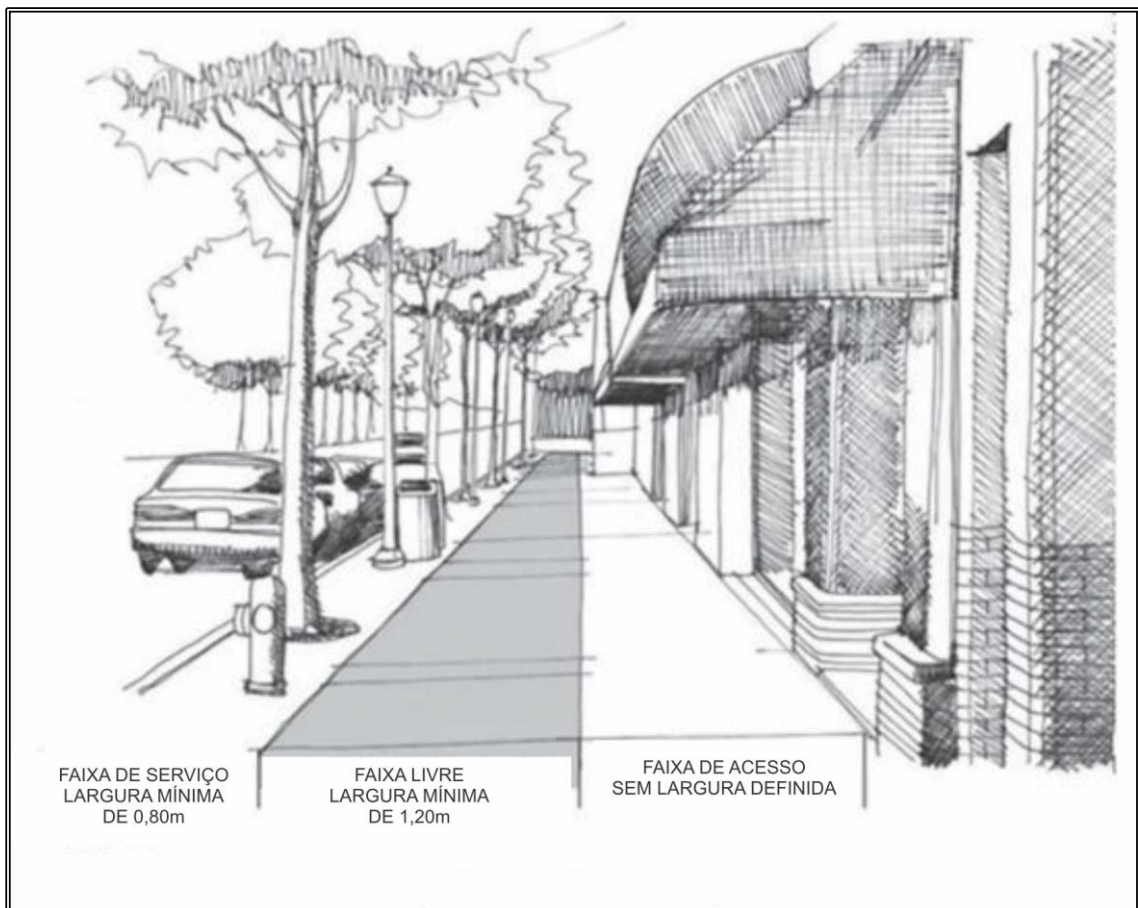 FAIXA DE SERVIÇO
LARGURA MÍNIMA
DE 0,80m
FAIXA LIVRE
LARGURA MÍNIMA
DE 1,20m
FAIXA DE ACESSO
SEM LARGURA DEFINIDA